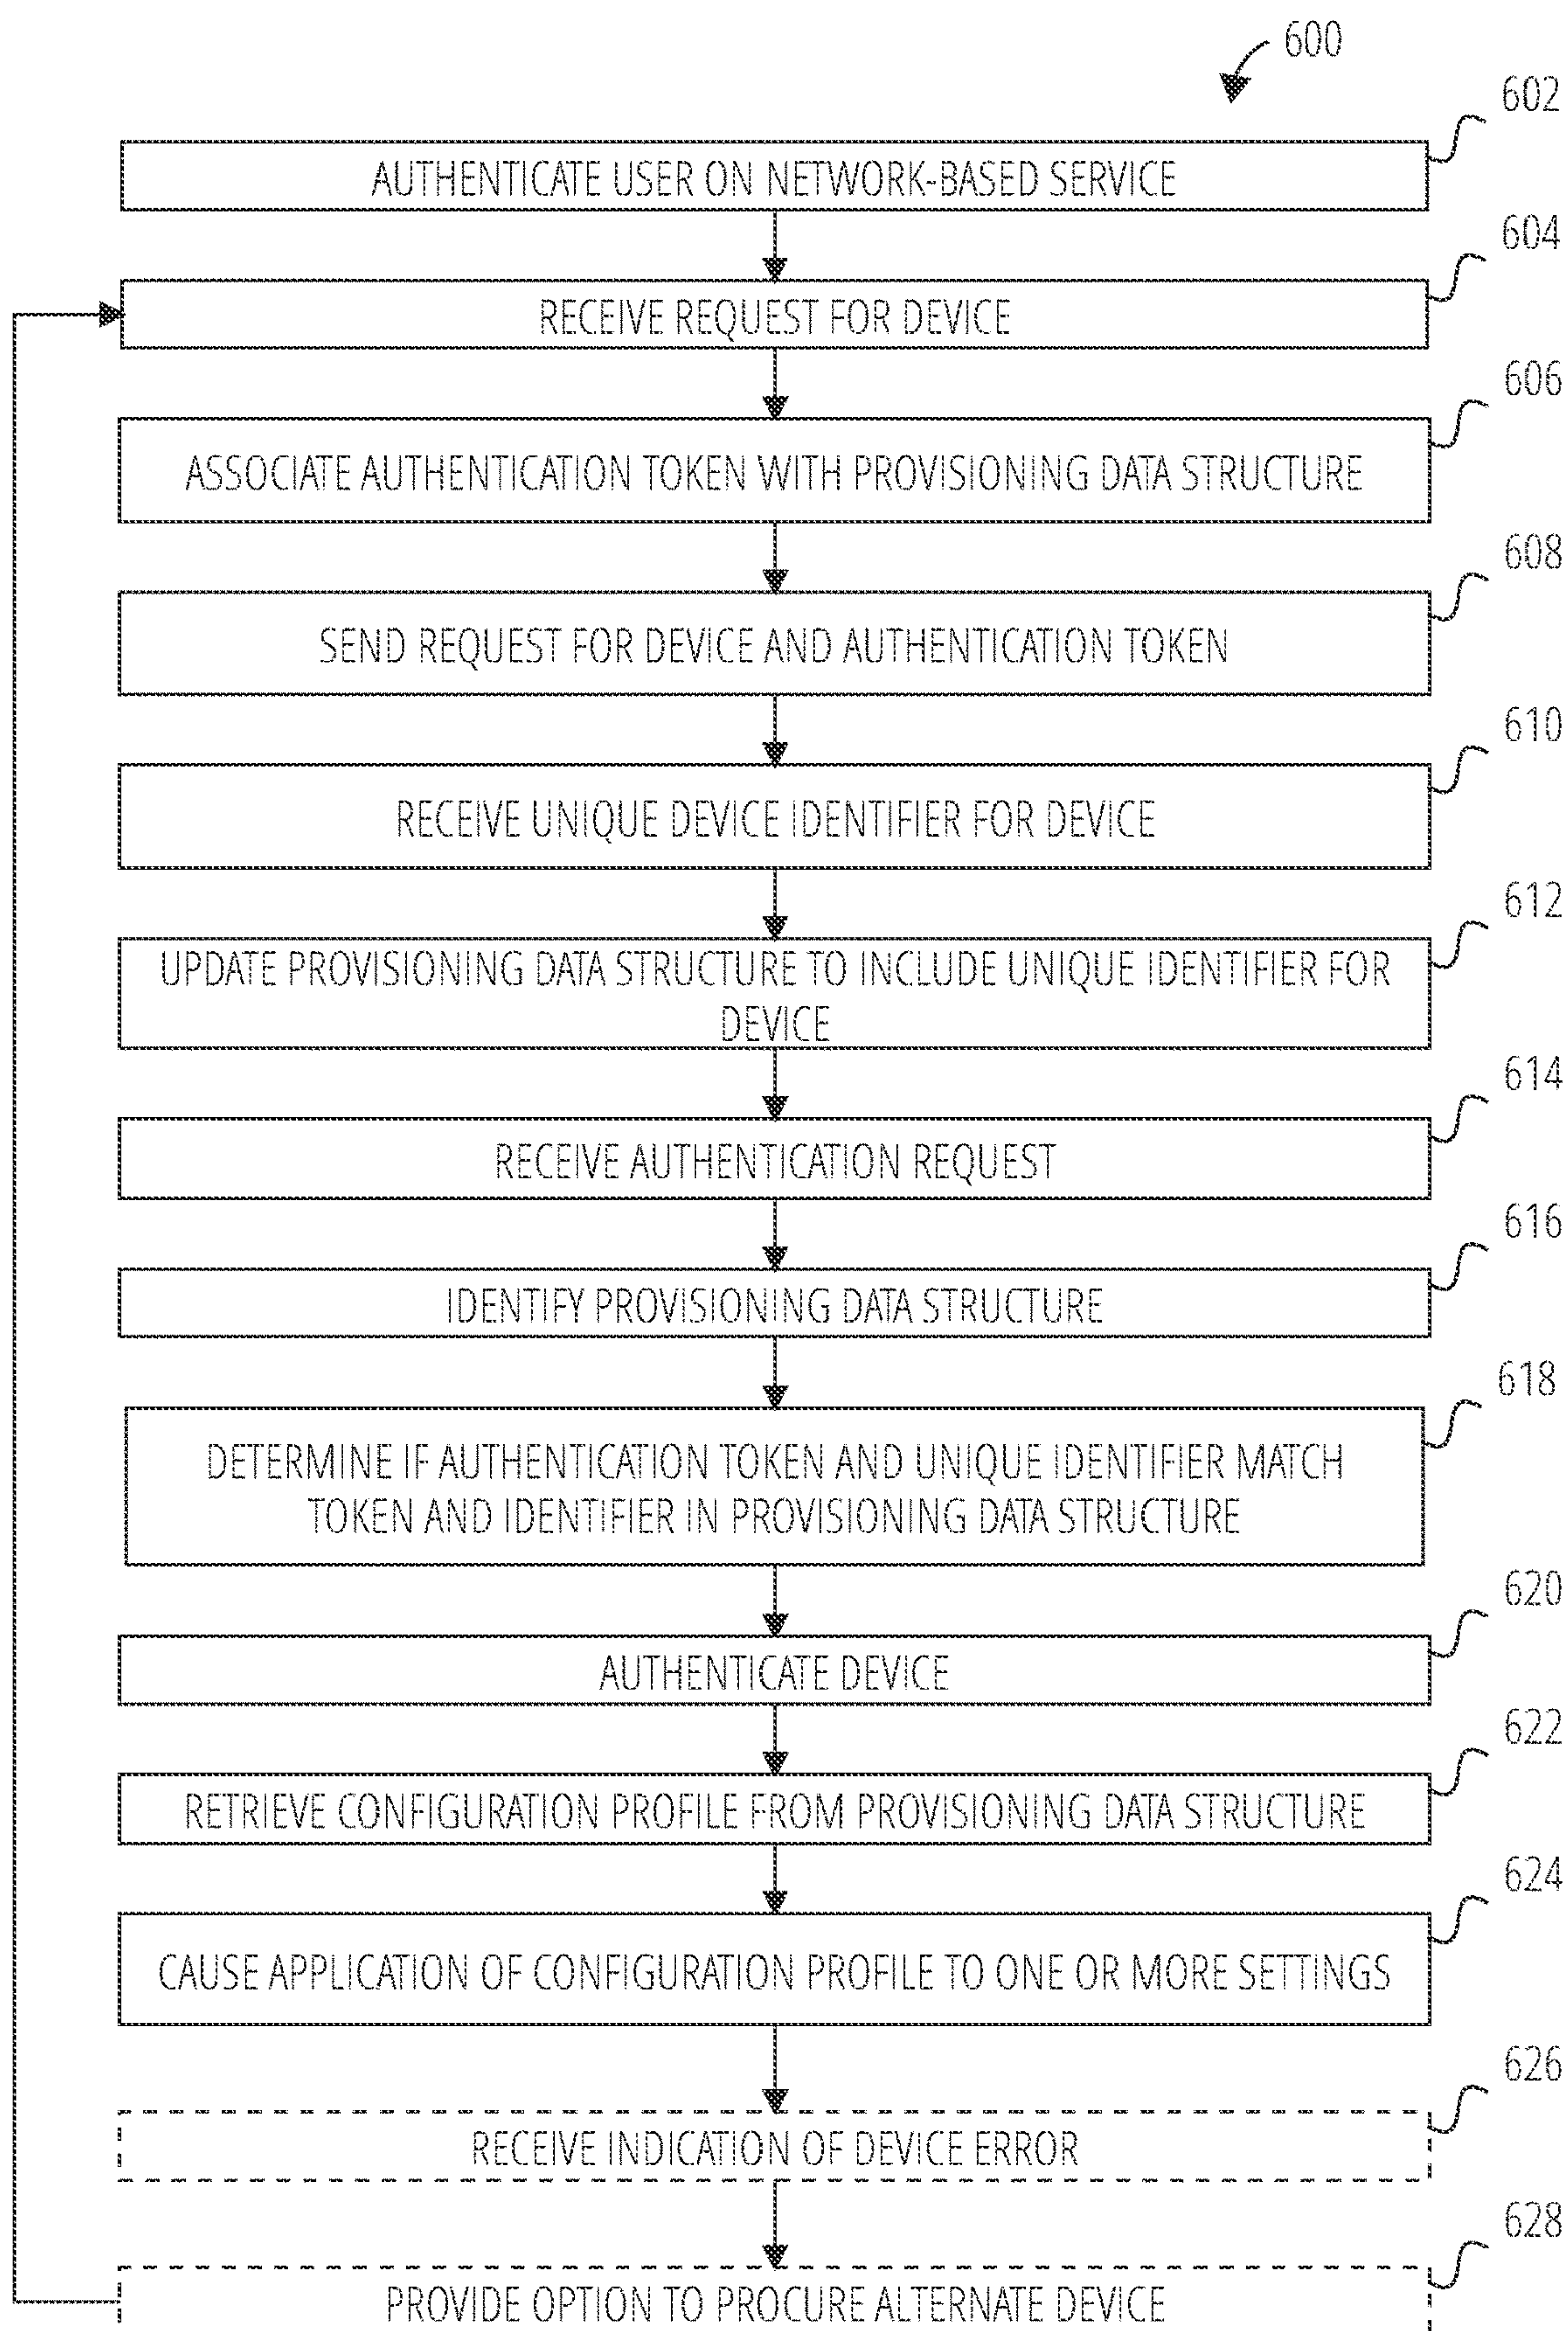 600
602
AUTHENTICATE USER ON NETWORK-BASED SERVICE
604
RECEIVE REQUEST FOR DEVICE
606
ASSOCIATE AUTHENTICATION TOKEN WITH PROVISIONING DATA STRUCTURE
608
SEND REQUEST FOR DEVICE AND AUTHENTICATION TOKEN
610
RECEIVE UNIQUE DEVICE IDENTIFIER FOR DEVICE
612
UPDATE PROVISIONING DATA STRUCTURE TO INCLUDE UNIQUE IDENTIFIER FOR
DEVICE
614
RECEIVE AUTHENTICATION REQUEST
616
IDENTIFY PROVISIONING DATA STRUCTURE
618
DETERMINE IF AUTHENTICATION TOKEN AND UNIQUE IDENTIFIER MATCH
TOKEN AND IDENTIFIER IN PROVISIONING DATA STRUCTURE
620
AUTHENTICATE DEVICE
622
RETRIEVE CONFIGURATION PROFILE FROM PROVISIONING DATA STRUCTURE
624
CAUSE APPLICATION OF CONFIGURATION PROFILE TO ONE OR MORE SETTINGS
626
RECEIVE INDICATION OF DEVICE ERROR
628
PROVIDE OPTION TO PROCURE ALTERNATE DEVICE